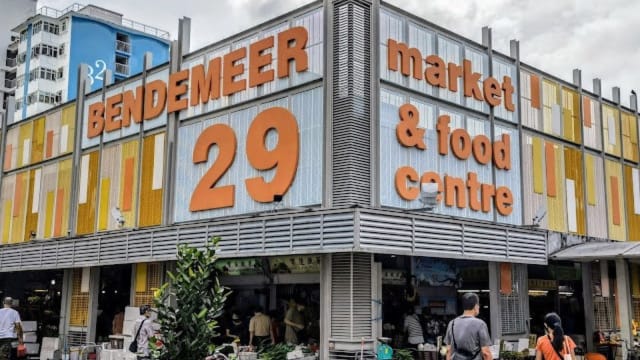 32
BENDEMEER
29
market
& food
centre